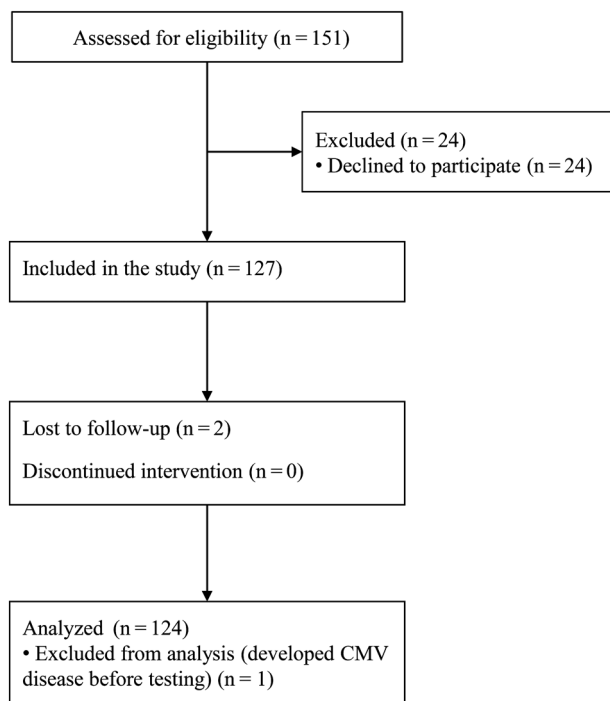 Assessed for eligibility (n = 151)
Excluded (n = 24)
• Declined to participate (n = 24)
Included in the study (n = 127)
Lost to follow-up (n = 2)
Discontinued intervention (n = 0)
Analyzed (n = 124)
• Excluded from analysis (developed CMV
disease before testing) (n = 1)